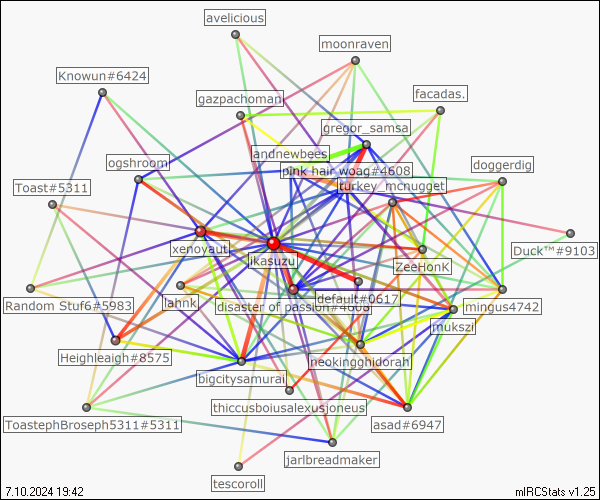 avelicious
moonraven
Knowun#6424
facadas.
gazpachoman
gregor_samsa
andnewbees
ogshroom
doggerdig
pink hair woag#4608
turkey_mcnugget
Toast#5311
xenoyaut
Duck™#9103
jkasuzu
ZeeHonK
Random Stuf6#5983
lahnk
default#0617
disaster of passion#4608
mingus4742
mukszi
Heighleaigh#8575
neokingghidorah
bigcitysamurai
thiccusboiusalexusjoneus
ToastephBroseph5311#5311
asad#6947
jarlbreadmaker
tescoroll
7.10.2024 19:42
mIRCStats v1.25